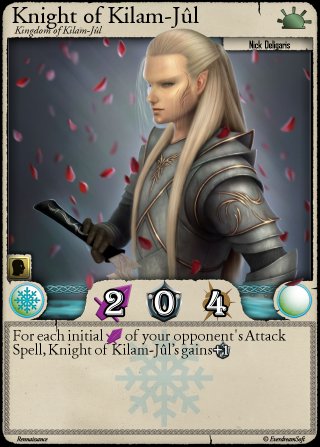 Knight of Kilam-Jûl
Kingdom of Kilam-Jûl
Nick Deligaris
2 0 4
For each initial of your opponent's Attack
Spell, Knight of Kilam-Jûl's gains +1
Rennaissance
© EverdreamSoft